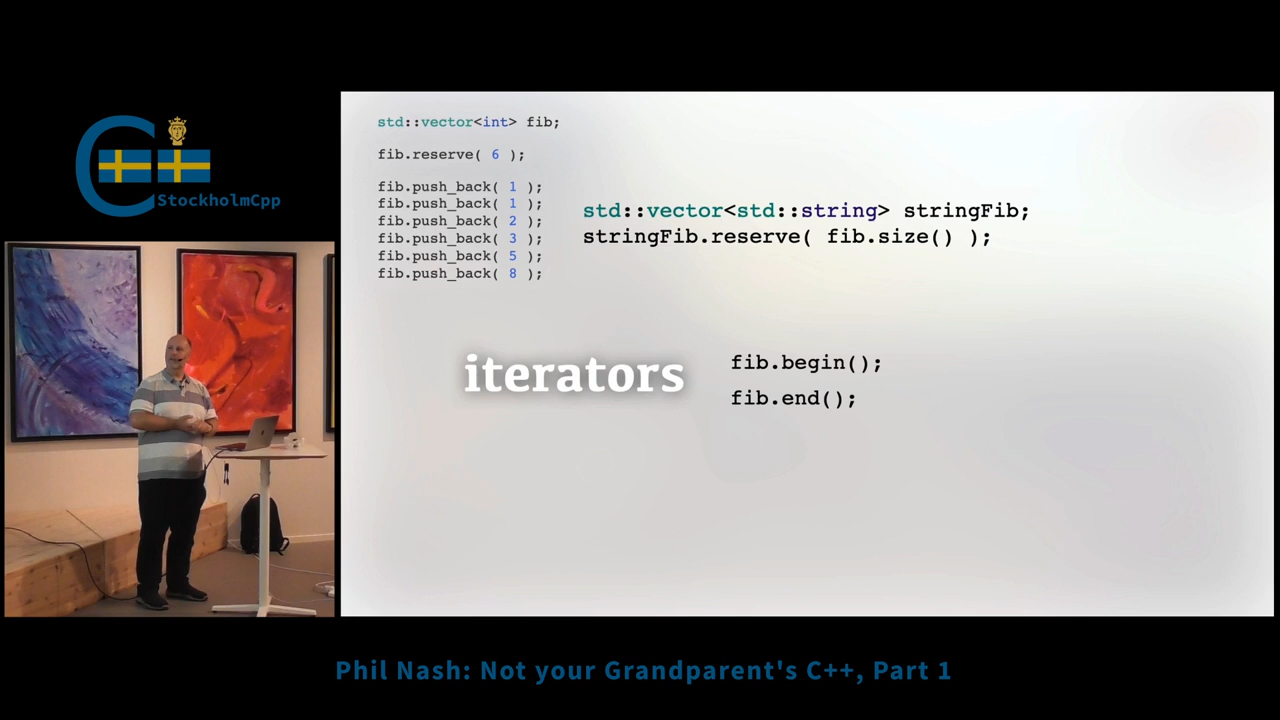 StockholmCpp
std::vector<int> fib;
fib.reserve( 6 );
fib.push_back( 1 );
fib.push_back( 1 );
fib.push_back( 2 );
fib.push_back( 3 );
fib.push_back( 5 );
fib.push_back( 8 );
std::vector<std::string> stringFib;
stringFib.reserve( fib.size() );
iterators
fib.begin();
fib.end();
Phil Nash: Not your Grandparent's C++, Part 1